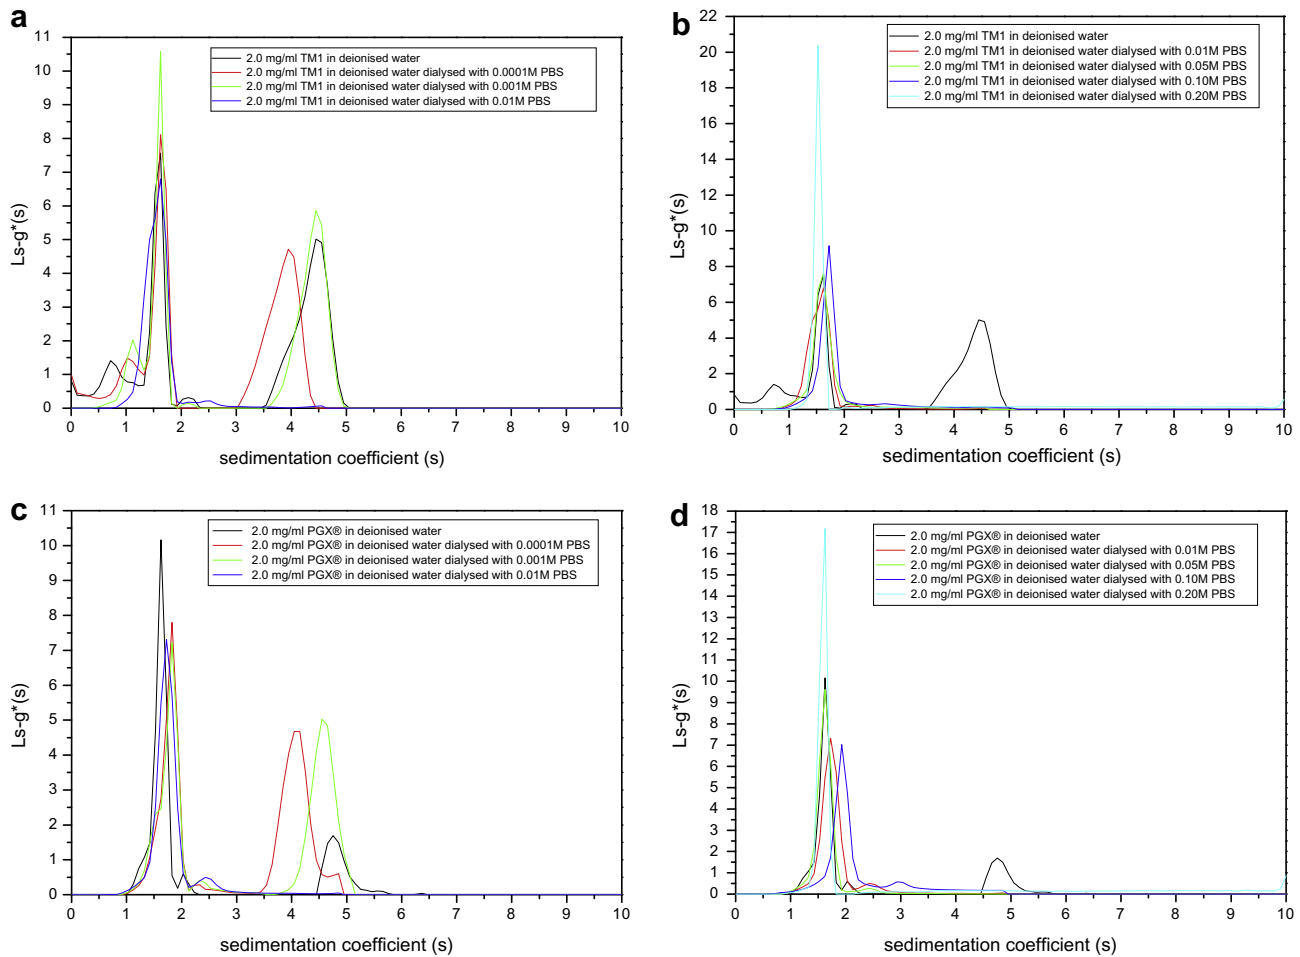 a
11
10
9
8
7
6
5
4
3
2
1
0
Ls-g*(s)
2.0 mg/ml TM1 in deionised water
2.0 mg/ml TM1 in deionised water dialysed with 0.0001M PBS
2.0 mg/ml TM1 in deionised water dialysed with 0.001M PBS
2.0 mg/ml TM1 in deionised water dialysed with 0.01M PBS
0 1 2 3 4 5 6 7 8 9 10
sedimentation coefficient (s)
b
22
20
18
16
14
12
10
8
6
4
2
0
Ls-g*(s)
2.0 mg/ml TM1 in deionised water
2.0 mg/ml TM1 in deionised water dialysed with 0.01M PBS
2.0 mg/ml TM1 in deionised water dialysed with 0.05M PBS
2.0 mg/ml TM1 in deionised water dialysed with 0.10M PBS
2.0 mg/ml TM1 in deionised water dialysed with 0.20M PBS
0 1 2 3 4 5 6 7 8 9 10
sedimentation coefficient (s)
c
11
10
9
8
7
6
5
4
3
2
1
0
Ls-g*(s)
2.0 mg/ml PGX® in deionised water
2.0 mg/ml PGX® in deionised water dialysed with 0.0001M PBS
2.0 mg/ml PGX® in deionised water dialysed with 0.001M PBS
2.0 mg/ml PGX® in deionised water dialysed with 0.01M PBS
0 1 2 3 4 5 6 7 8 9 10
sedimentation coefficient (s)
d
18
17
16
15
14
13
12
11
10
9
8
7
6
5
4
3
2
1
0
Ls-g*(s)
2.0 mg/ml PGX® in deionised water
2.0 mg/ml PGX® in deionised water dialysed with 0.01M PBS
2.0 mg/ml PGX® in deionised water dialysed with 0.05M PBS
2.0 mg/ml PGX® in deionised water dialysed with 0.10M PBS
2.0 mg/ml PGX® in deionised water dialysed with 0.20M PBS
0 1 2 3 4 5 6 7 8 9 10
sedimentation coefficient (s)